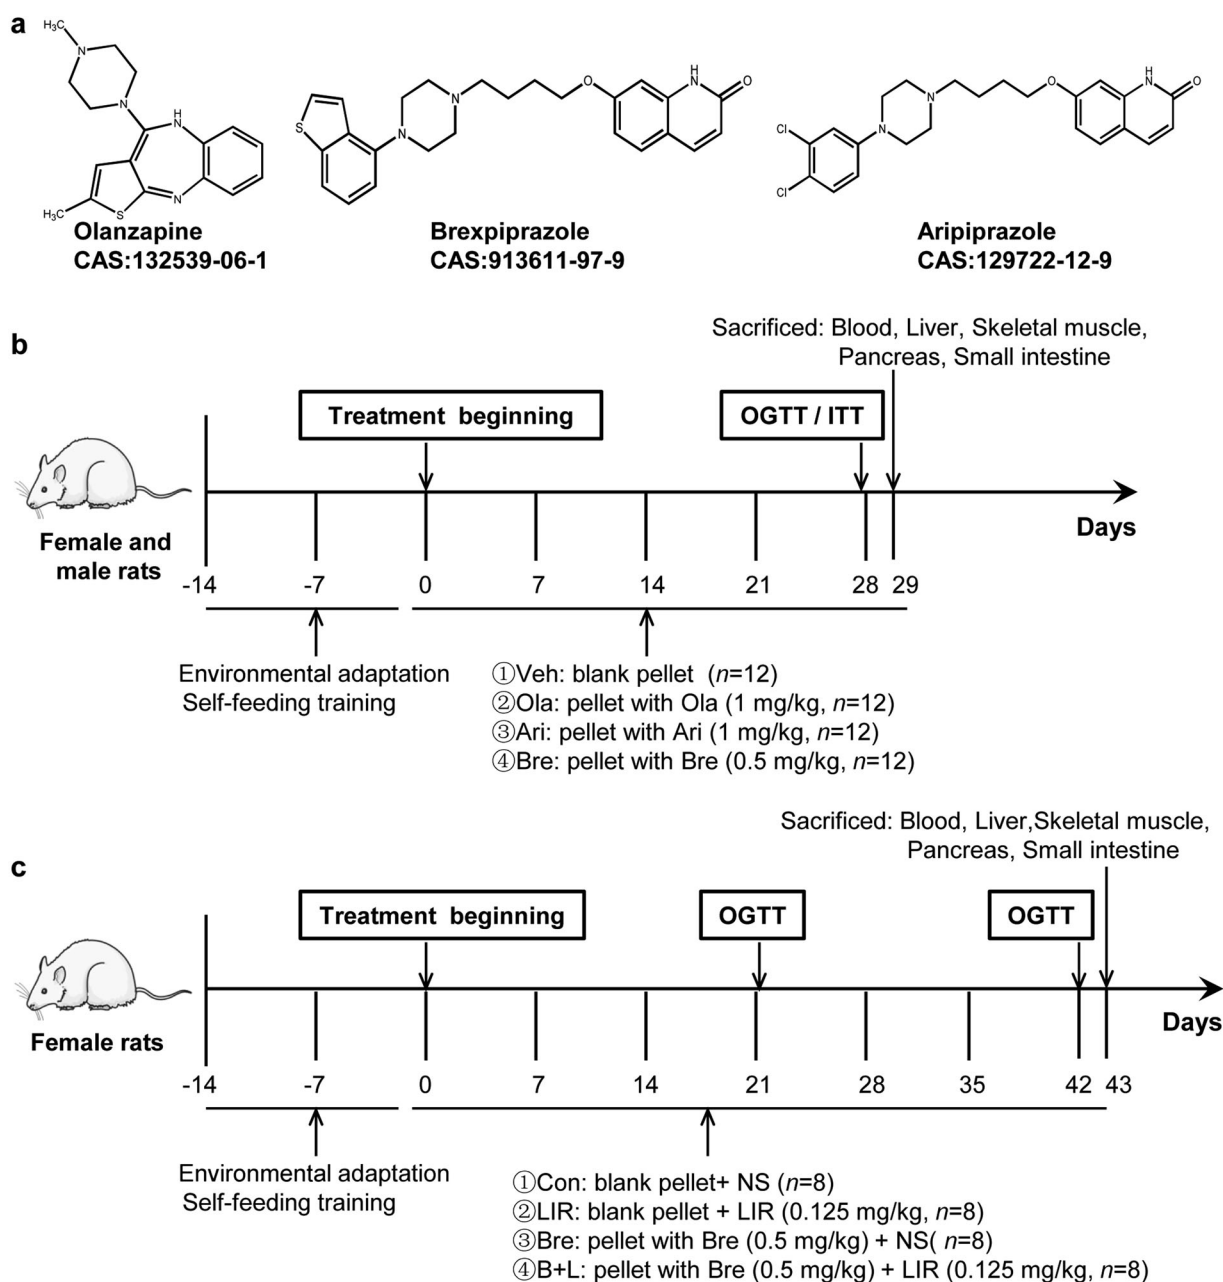 a
H₃C
N
N
H
N
N
S
H₃C
Olanzapine
CAS:132539-06-1
S
N
N
O
H
N
O
Brexpiprazole
CAS:913611-97-9
Cl
Cl
N
N
O
H
N
O
Aripiprazole
CAS:129722-12-9
b
Sacrificed: Blood, Liver, Skeletal muscle,
Pancreas, Small intestine
Treatment beginning
OGTT / ITT
Female and
male rats
Days
-14 -7 0 7 14 21 28 29
Environmental adaptation
Self-feeding training
①Veh: blank pellet (n=12)
②Ola: pellet with Ola (1 mg/kg, n=12)
③Ari: pellet with Ari (1 mg/kg, n=12)
④Bre: pellet with Bre (0.5 mg/kg, n=12)
c
Sacrificed: Blood, Liver,Skeletal muscle,
Pancreas, Small intestine
Treatment beginning
OGTT
OGTT
Female rats
Days
-14 -7 0 7 14 21 28 35 42 43
Environmental adaptation
Self-feeding training
①Con: blank pellet+ NS (n=8)
②LIR: blank pellet + LIR (0.125 mg/kg, n=8)
③Bre: pellet with Bre (0.5 mg/kg) + NS( n=8)
④B+L: pellet with Bre (0.5 mg/kg) + LIR (0.125 mg/kg, n=8)